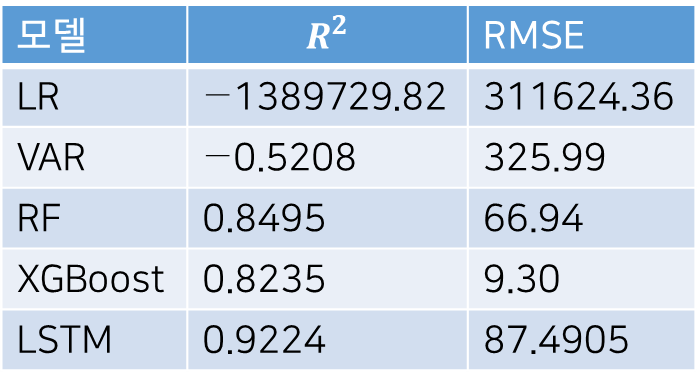 모델 R² RMSE
LR −1389729.82 311624.36
VAR −0.5208 325.99
RF 0.8495 66.94
XGBoost 0.8235 9.30
LSTM 0.9224 87.4905